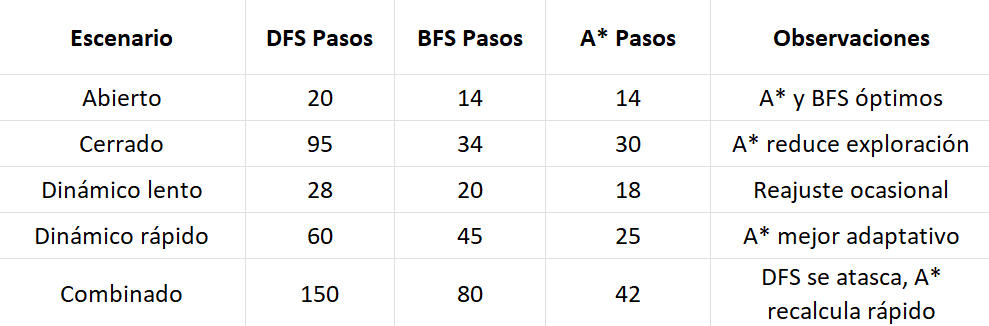 Escenario DFS Pasos BFS Pasos A* Pasos Observaciones
Abierto 20 14 14 A* y BFS óptimos
Cerrado 95 34 30 A* reduce exploración
Dinámico lento 28 20 18 Reajuste ocasional
Dinámico rápido 60 45 25 A* mejor adaptativo
Combinado 150 80 42 DFS se atasca, A*
recalcula rápido